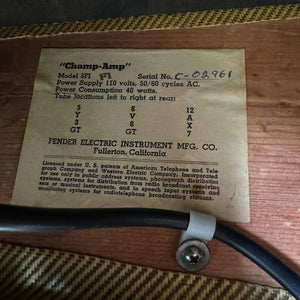 "Champ-Amp"
Model 5F1 F1 Serial No. C-02961
Power Supply 110 volts. 50/60 cycles AC.
Power Consumption 40 watts.
Tube locations left to right at rear:
5 6 12
Y V A
3 6 X
GT GT 7
FENDER ELECTRIC INSTRUMENT MFG. CO.
Fullerton, California
Licensed under U. S. patents of American Telephone and Tele-
graph Company and Western Electric Company, Incorporated
for use only in public address systems, phonograph distribution
systems, systems for distribution from radio broadcast receiving
sets or musical instruments, and in speech input systems and
systems for radiotelephone broadcast stations.